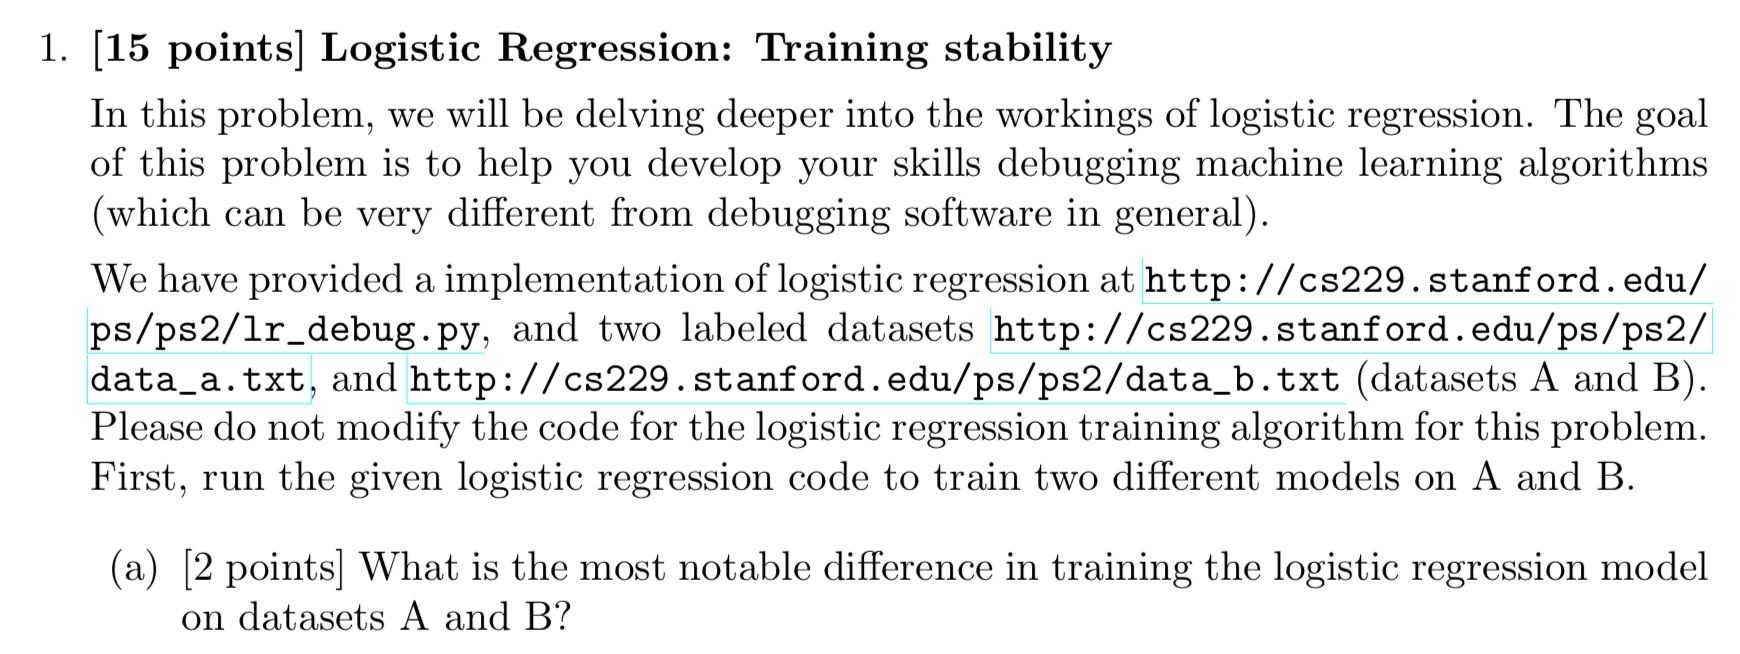 1. [15 points] Logistic Regression: Training stability
In this problem, we will be delving deeper into the workings of logistic regression. The goal
of this problem is to help you develop your skills debugging machine learning algorithms
(which can be very different from debugging software in general).
We have provided a implementation of logistic regression at http://cs229.stanford.edu/
ps/ps2/lr_debug.py, and two labeled datasets http://cs229.stanford.edu/ps/ps2/
data_a.txt, and http://cs229.stanford.edu/ps/ps2/data_b.txt (datasets A and B).
Please do not modify the code for the logistic regression training algorithm for this problem.
First, run the given logistic regression code to train two different models on A and B.
(a) [2 points] What is the most notable difference in training the logistic regression model
on datasets A and B?